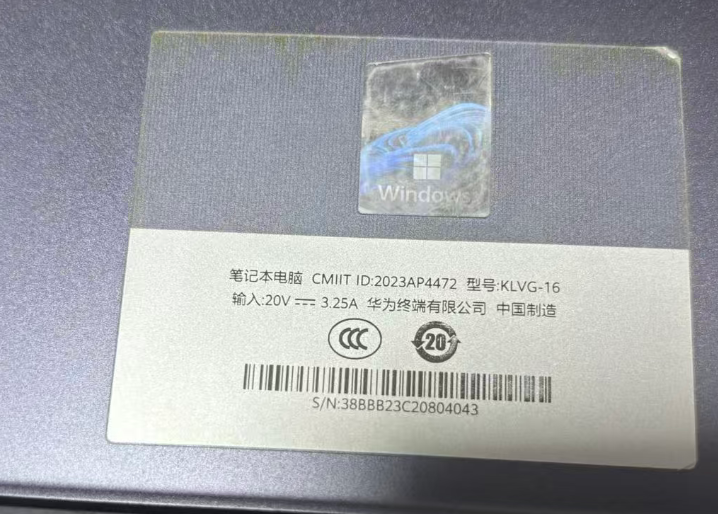 Windows
笔记本电脑 CMIIT ID:2023AP4472 型号:KLVG-16
输入:20V ⎓ 3.25A 华为终端有限公司 中国制造
CCC
20
S/N:38BBB23C20804043